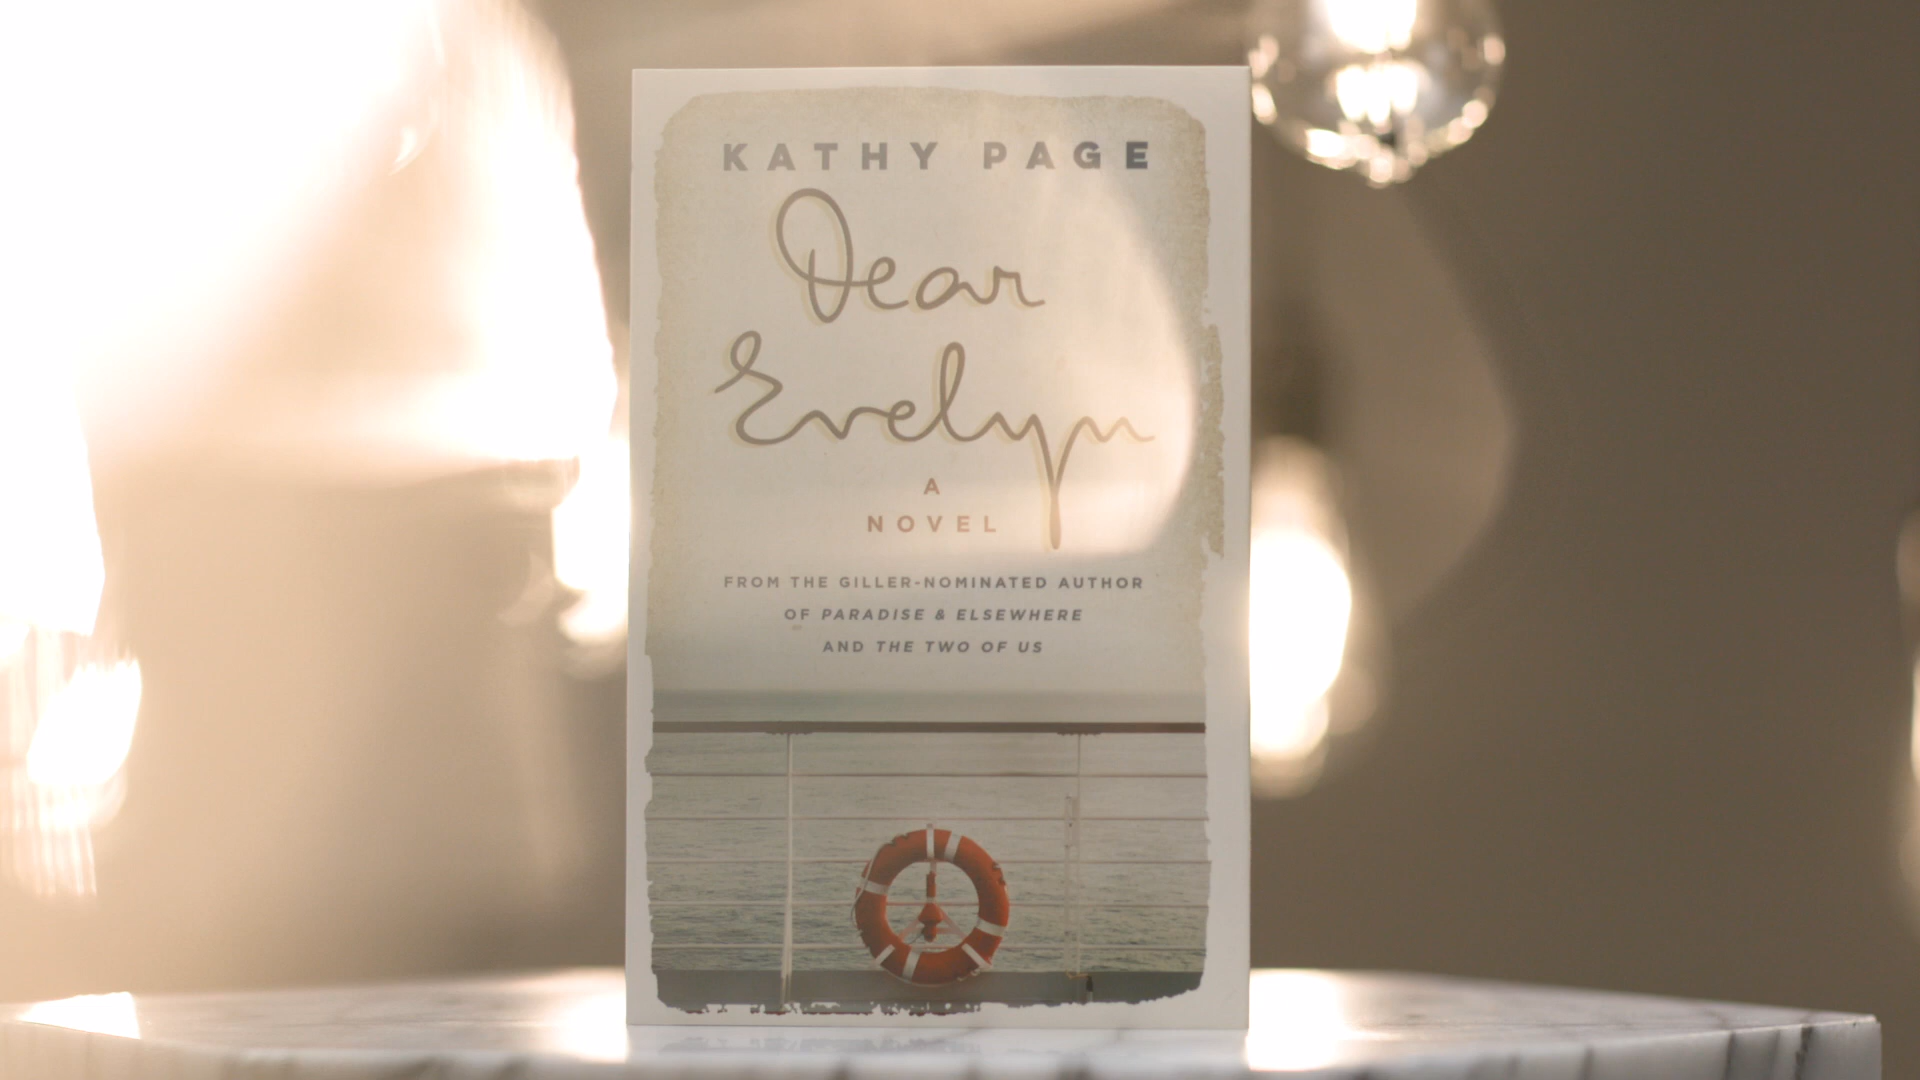 KATHY PAGE
Dear
Evelyn
A
NOVEL
FROM THE GILLER-NOMINATED AUTHOR
OF PARADISE & ELSEWHERE
AND THE TWO OF US